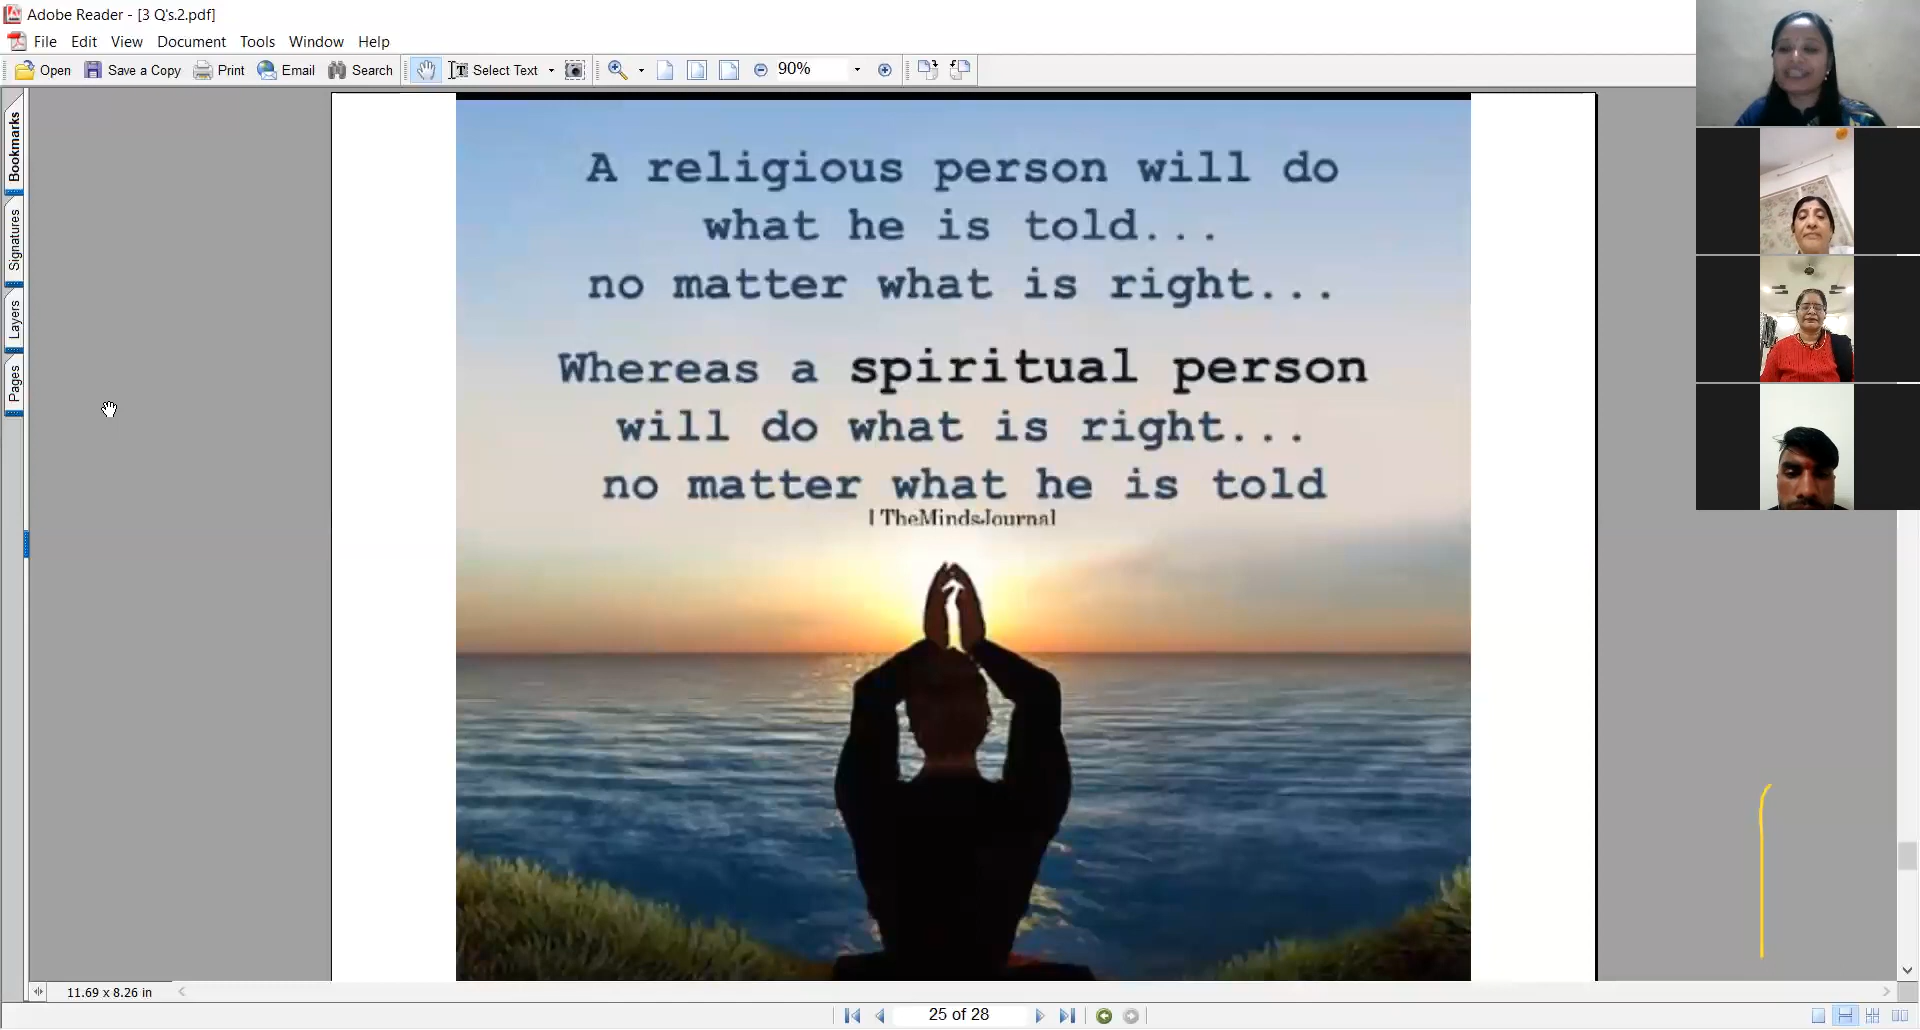 Adobe Reader - [3 Q's.2.pdf]
File Edit View Document Tools Window Help
Open Save a Copy Print Email Search Select Text 90%
Bookmarks
Signatures
Layers
Pages
A religious person will do
what he is told...
no matter what is right...
Whereas a spiritual person
will do what is right...
no matter what he is told
| TheMindsJournal
11.69 x 8.26 in
25 of 28